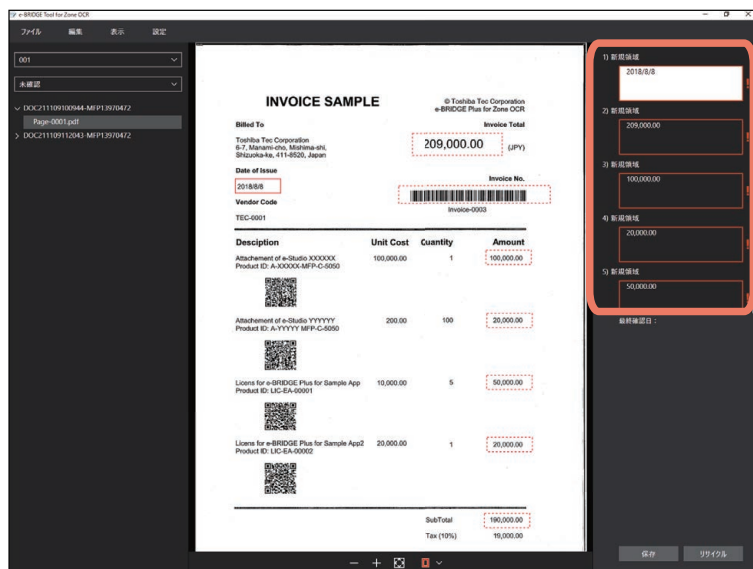 e-BRIDGE Tool for Zone OCR
ファイル 編集 表示 設定
001
未確認
DOC211109100944-MFP13970472
Page-0001.pdf
DOC211109112043-MFP13970472
INVOICE SAMPLE
© Toshiba Tec Corporation
e-BRIDGE Plus for Zone OCR
Billed To
Invoice Total
Toshiba Tec Corporation
6-7, Manami-cho, Mishima-shi,
Shizuoka-ke, 411-8520, Japan
209,000.00 (JPY)
Date of Issue
Invoice No.
2018/8/8
Vendor Code
Invoice-0003
TEC-0001
Desciption Unit Cost Cuantity Amount
Attachement of e-Studio XXXXXX 100,000.00 1 100,000.00
Product ID: A-XXXXX-MFP-C-5050
Attachement of e-Studio YYYYYY 200.00 100 20,000.00
Product ID: A-YYYYY MFP-C-5050
Licens for e-BRIDGE Plus for Sample App 10,000.00 5 50,000.00
Product ID: LIC-EA-00001
Licens for e-BRIDGE Plus for Sample App2 20,000.00 1 20,000.00
Product ID: LIC-EA-00002
SubTotal 190,000.00
Tax (10%) 19,000.00
1) 新規領域
2018/8/8
2) 新規領域
209,000.00
3) 新規領域
100,000.00
4) 新規領域
20,000.00
5) 新規領域
50,000.00
最終確認日：
保存 リサイクル